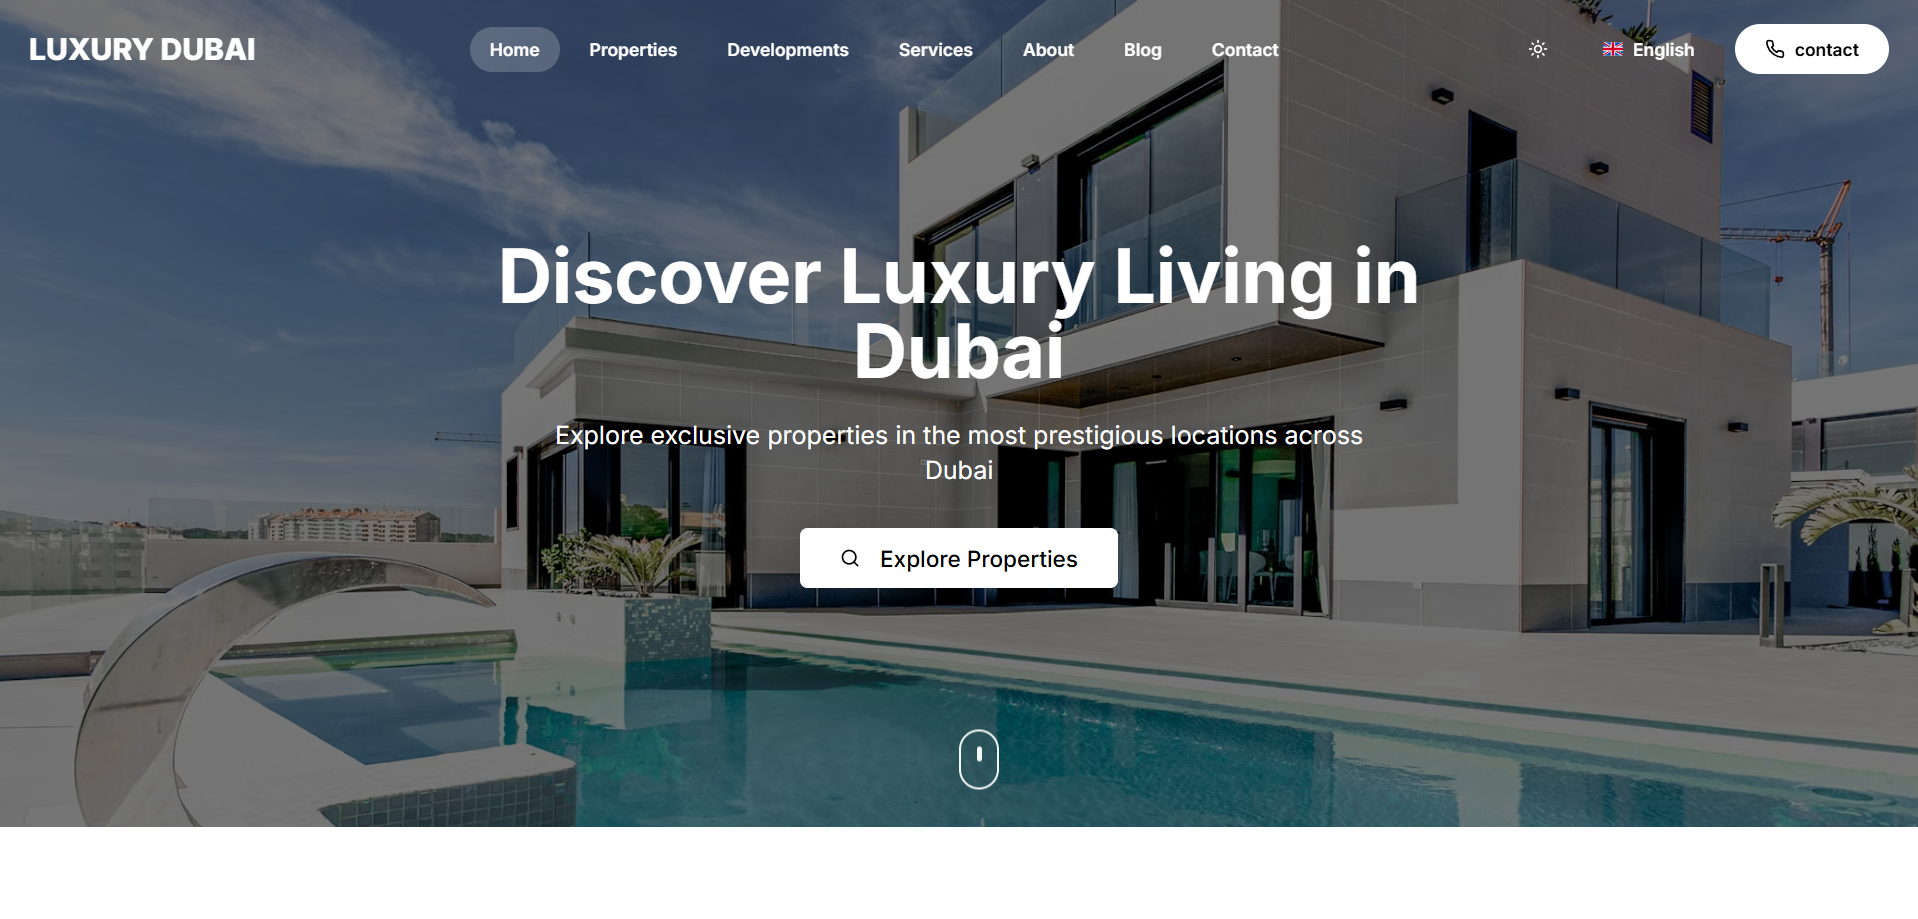 LUXURY DUBAI
Home
Properties
Developments
Services
About
Blog
Contact
English
contact
Discover Luxury Living in
Dubai
Explore exclusive properties in the most prestigious locations across
Dubai
Explore Properties